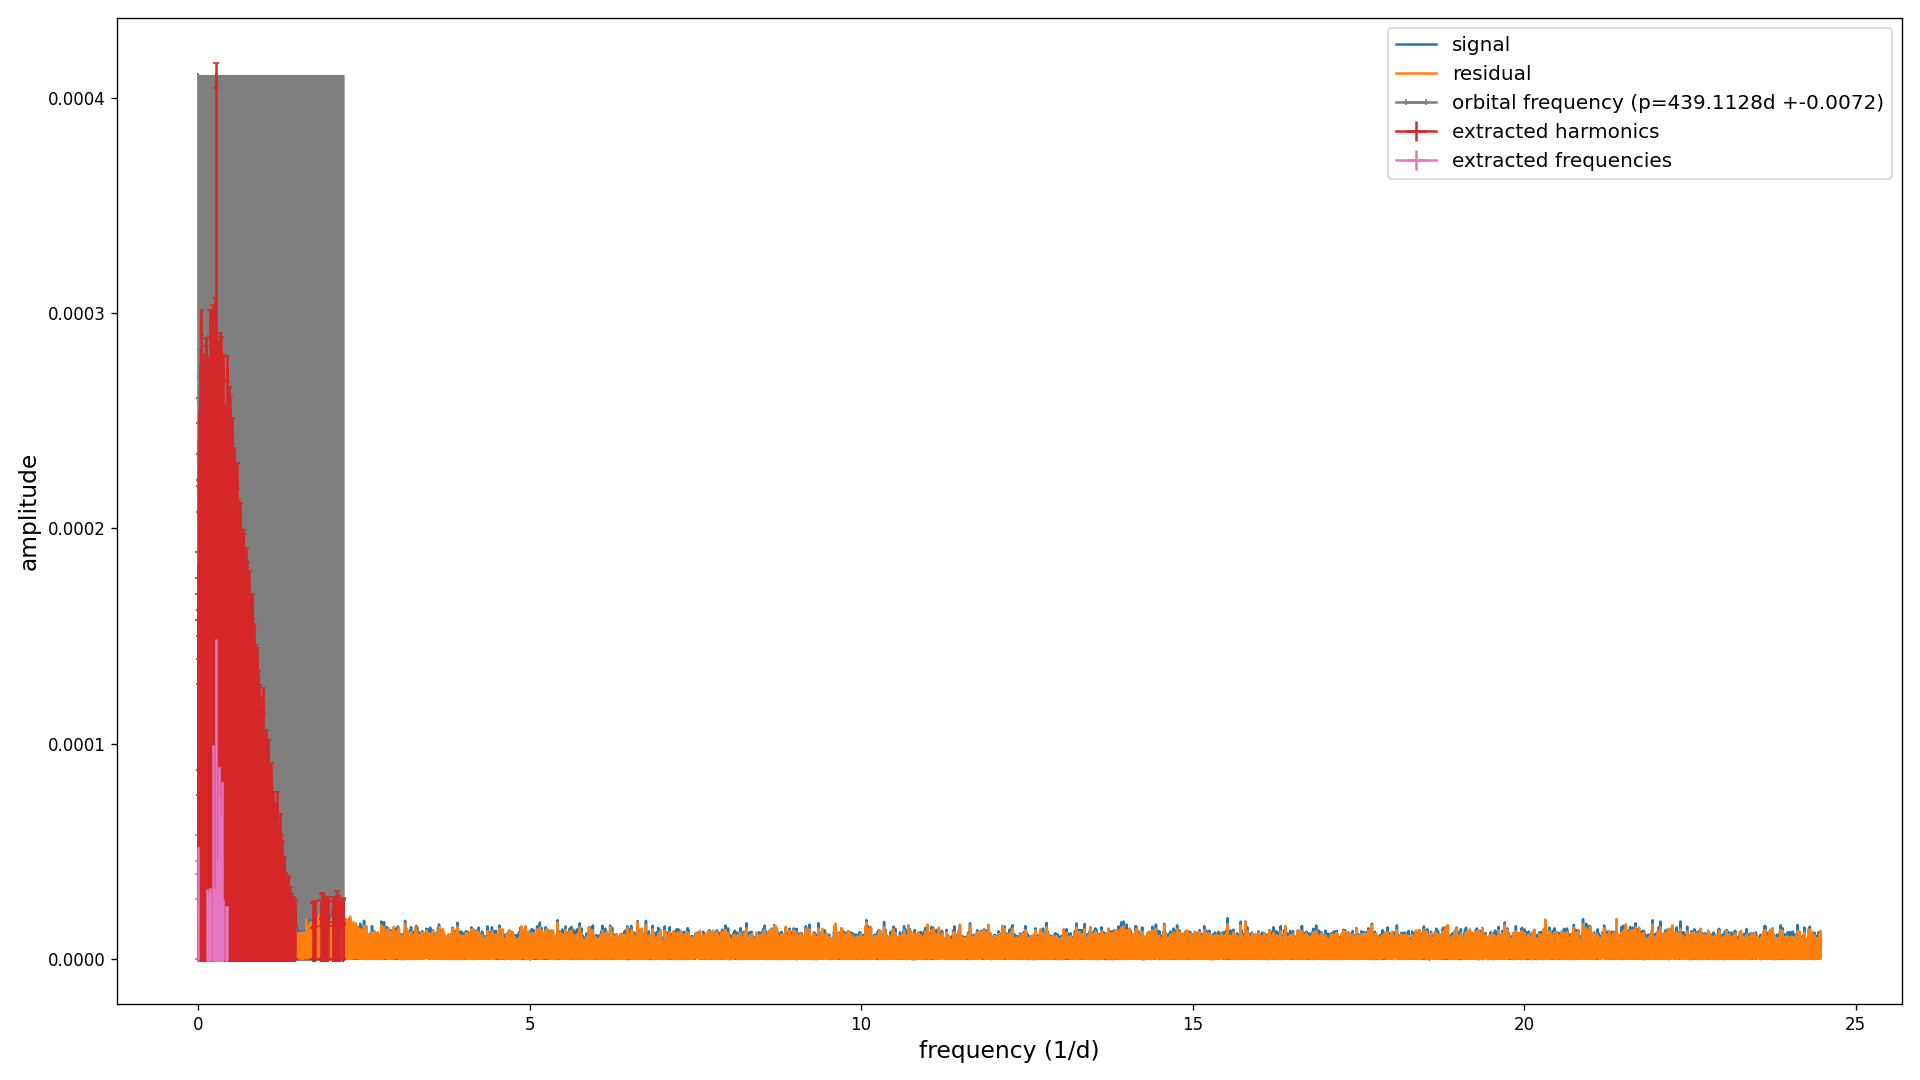 signal
residual
orbital frequency (p=439.1128d +-0.0072)
extracted harmonics
extracted frequencies
0.0004
0.0003
0.0002
0.0001
0.0000
amplitude
0 5 10 15 20 25
frequency (1/d)